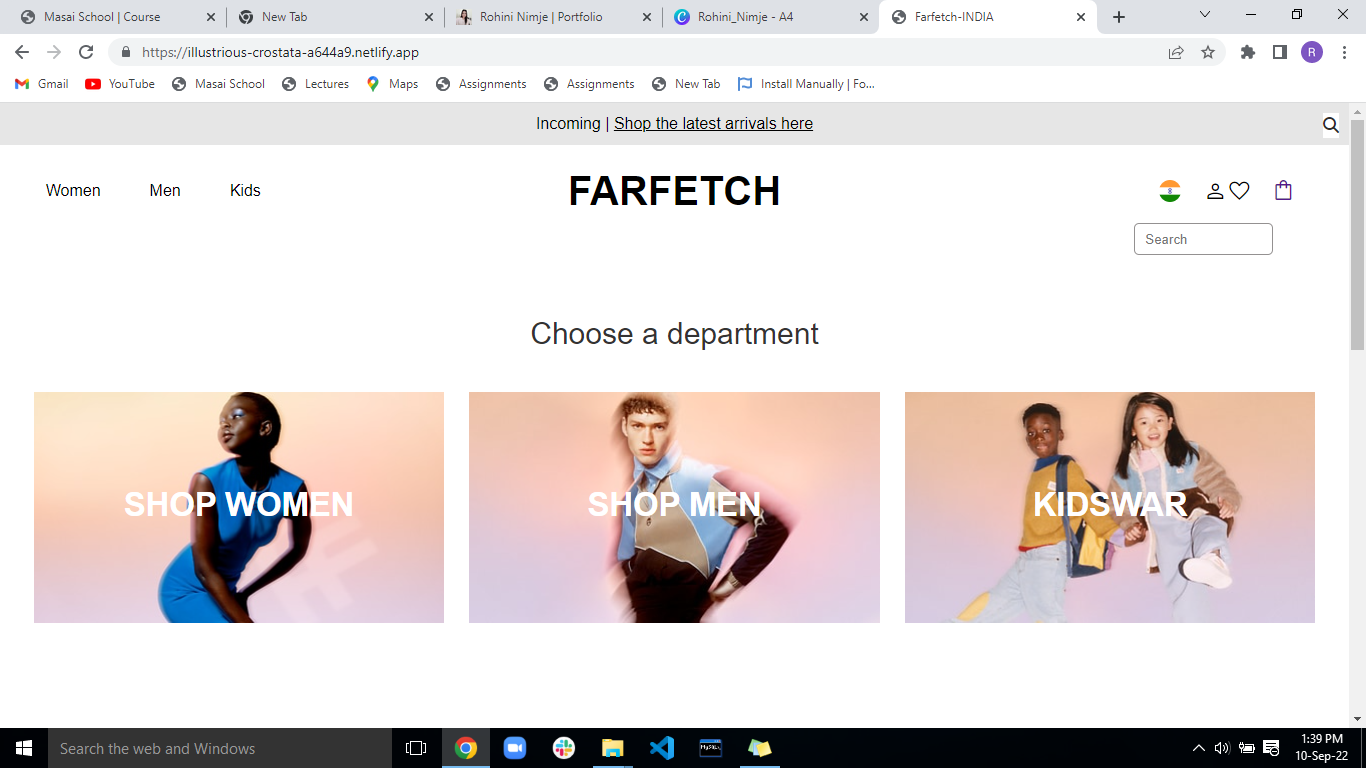 Masai School | Course
New Tab
Rohini Nimje | Portfolio
Rohini_Nimje - A4
Farfetch-INDIA
https://illustrious-crostata-a644a9.netlify.app
R
Gmail
YouTube
Masai School
Lectures
Maps
Assignments
Assignments
New Tab
Install Manually | Fo...
Incoming | Shop the latest arrivals here
Women
Men
Kids
FARFETCH
Search
Choose a department
SHOP WOMEN
SHOP MEN
KIDSWAR
Search the web and Windows
MySQL
1:39 PM
10-Sep-22